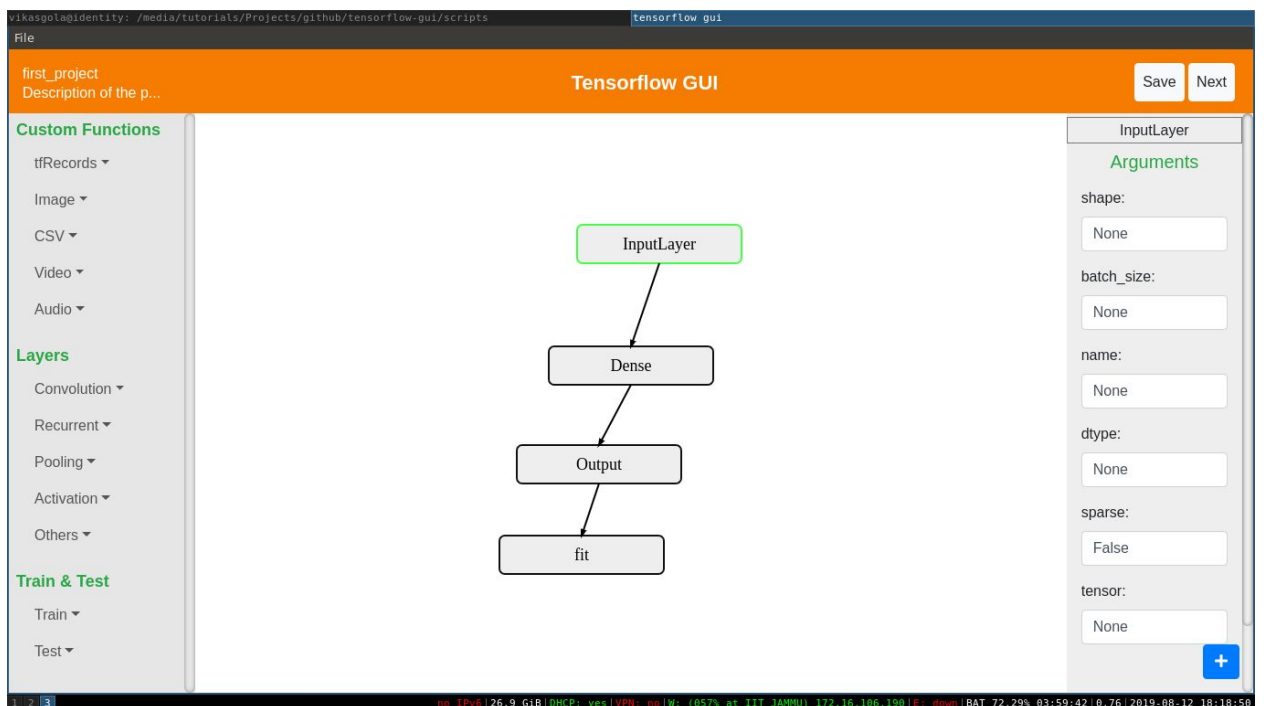 vikasgola@identity: /media/tutorials/Projects/github/tensorflow-gui/scripts
tensorflow gui
File
first_project
Description of the p...
Tensorflow GUI
Save
Next
Custom Functions
tfRecords
Image
CSV
Video
Audio
Layers
Convolution
Recurrent
Pooling
Activation
Others
Train & Test
Train
Test
InputLayer
Dense
Output
fit
InputLayer
Arguments
shape:
None
batch_size:
None
name:
None
dtype:
None
sparse:
False
tensor:
None
+
1 2 3
no IPv6|26.9 GiB|DHCP: yes|VPN: no|W: (057% at IIT JAMMU) 172.16.106.190|E: down|BAT 72.29% 03:59:42|0.76|2019-08-12 18:18:50